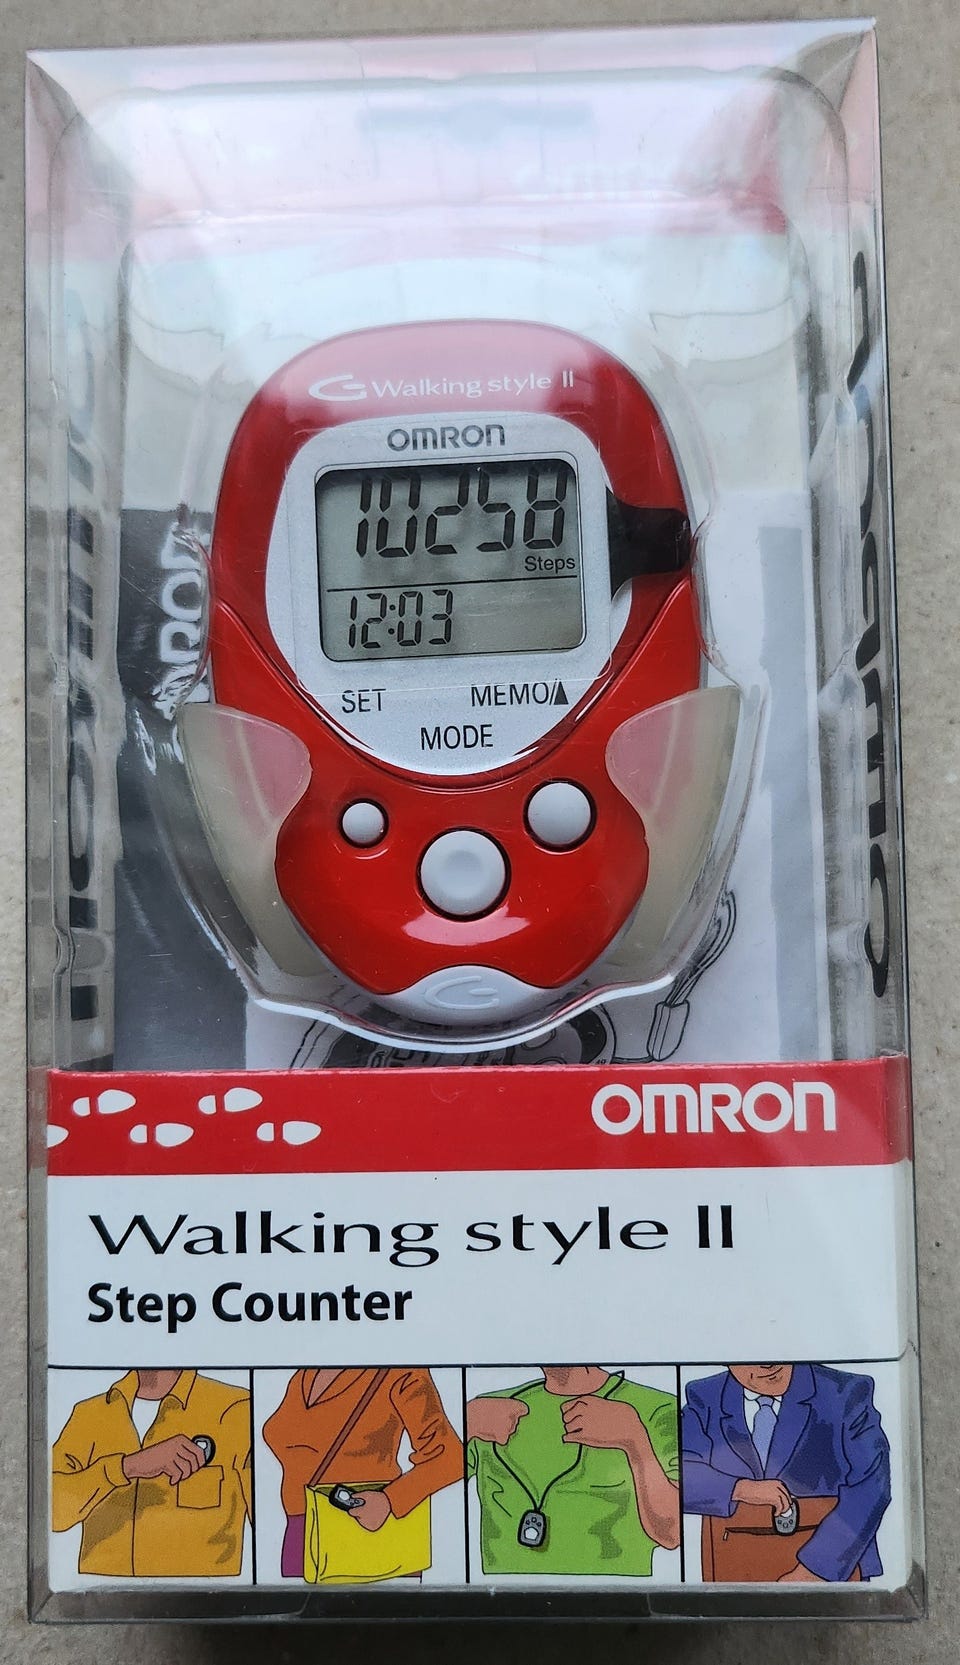 Walking style II
OMRON
10258
Steps
12:03
SET MEMO/▲
MODE
OMRON
Walking style II
Step Counter